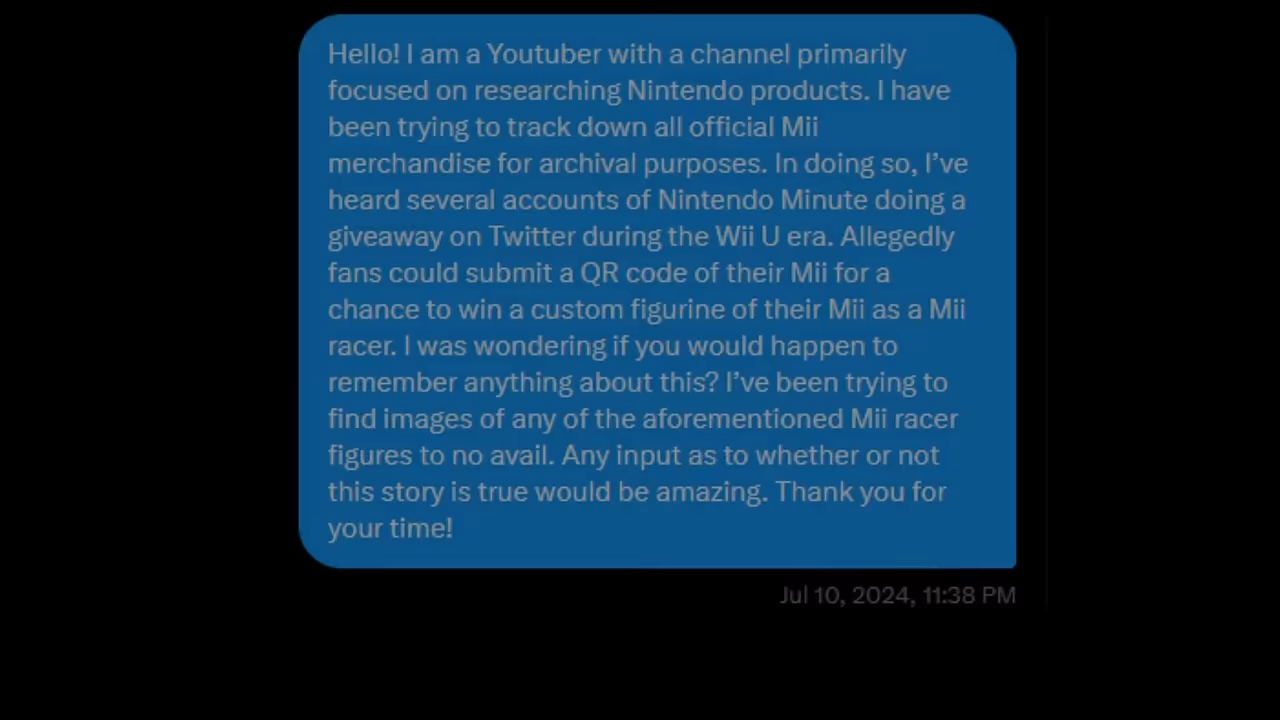 Hello! I am a Youtuber with a channel primarily
focused on researching Nintendo products. I have
been trying to track down all official Mii
merchandise for archival purposes. In doing so, I’ve
heard several accounts of Nintendo Minute doing a
giveaway on Twitter during the Wii U era. Allegedly
fans could submit a QR code of their Mii for a
chance to win a custom figurine of their Mii as a Mii
racer. I was wondering if you would happen to
remember anything about this? I’ve been trying to
find images of any of the aforementioned Mii racer
figures to no avail. Any input as to whether or not
this story is true would be amazing. Thank you for
your time!
Jul 10, 2024, 11:38 PM